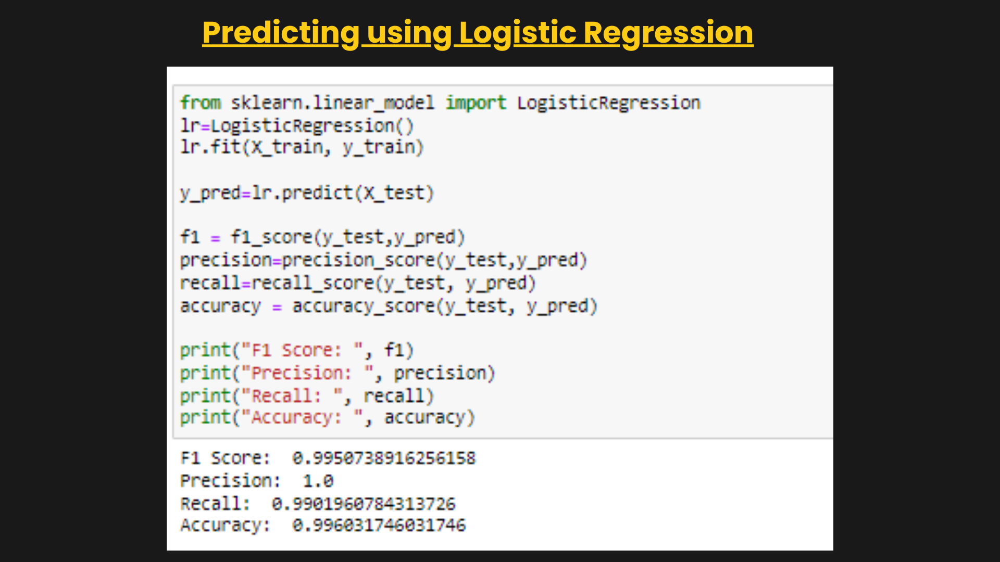 Predicting using Logistic Regression
from sklearn.linear_model import LogisticRegression
lr=LogisticRegression()
lr.fit(X_train, y_train)
y_pred=lr.predict(X_test)
f1 = f1_score(y_test,y_pred)
precision=precision_score(y_test,y_pred)
recall=recall_score(y_test, y_pred)
accuracy = accuracy_score(y_test, y_pred)
print("F1 Score: ", f1)
print("Precision: ", precision)
print("Recall: ", recall)
print("Accuracy: ", accuracy)
F1 Score:  0.9950738916256158
Precision:  1.0
Recall:  0.9901960784313726
Accuracy:  0.996031746031746